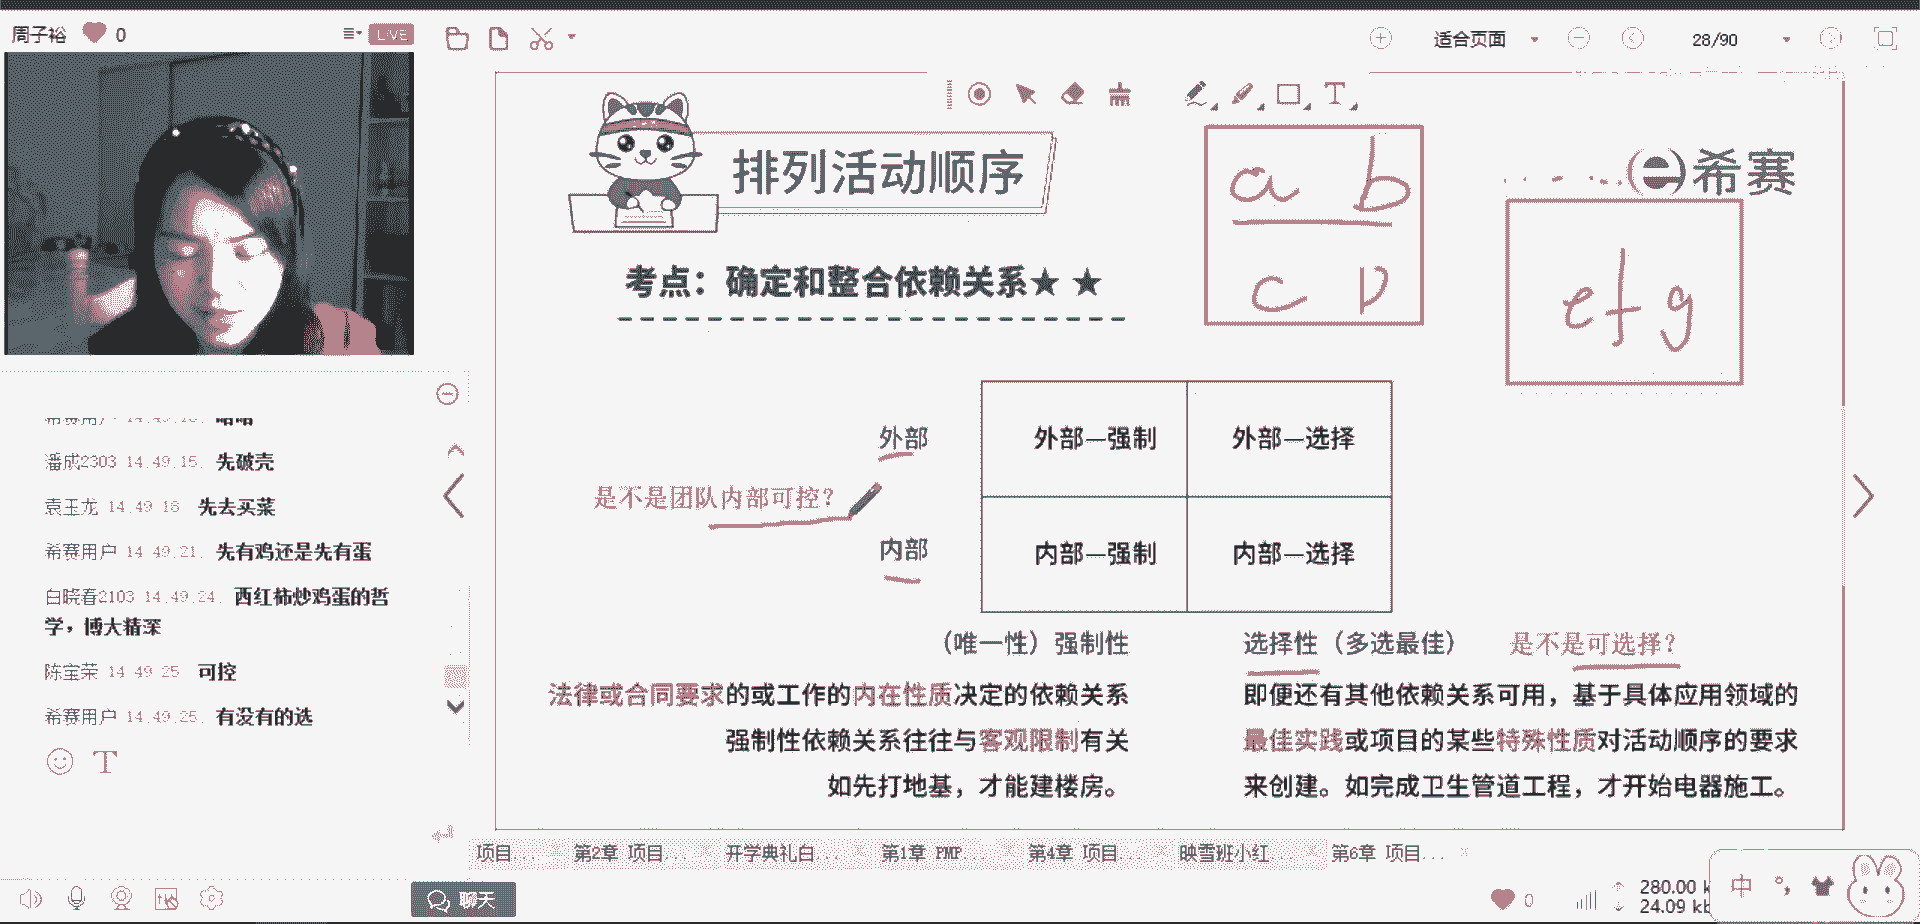 周子裕 0 LIVE
适合页面 28/90
排列活动顺序
希赛
a b
c D
e f g
考点：确定和整合依赖关系★ ★
外部
外部—强制 外部—选择
是不是团队内部可控？
内部
内部—强制 内部—选择
（唯一性）强制性
法律或合同要求的或工作的内在性质决定的依赖关系
强制性依赖关系往往与客观限制有关
如先打地基，才能建楼房。
选择性（多选最佳） 是不是可选择？
即便还有其他依赖关系可用，基于具体应用领域的
最佳实践或项目的某些特殊性质对活动顺序的要求
来创建。如完成卫生管道工程，才开始电器施工。
潘成2303 14.49.15. 先破壳
袁玉龙 14.49.18 先去买菜
希赛用户 14.49.21. 先有鸡还是先有蛋
白晓春2103 14.49.24. 西红柿炒鸡蛋的哲
学，博大精深
陈宝荣 14.49.25 可控
希赛用户 14.49.25. 有没有的选
T
项目... 第2章 项目... 开学典礼白... 第1章 PMP... 第4章 项目... 映雪班小红... 第6章 项目...
聊天
0
280.00 k
24.09 kb
中